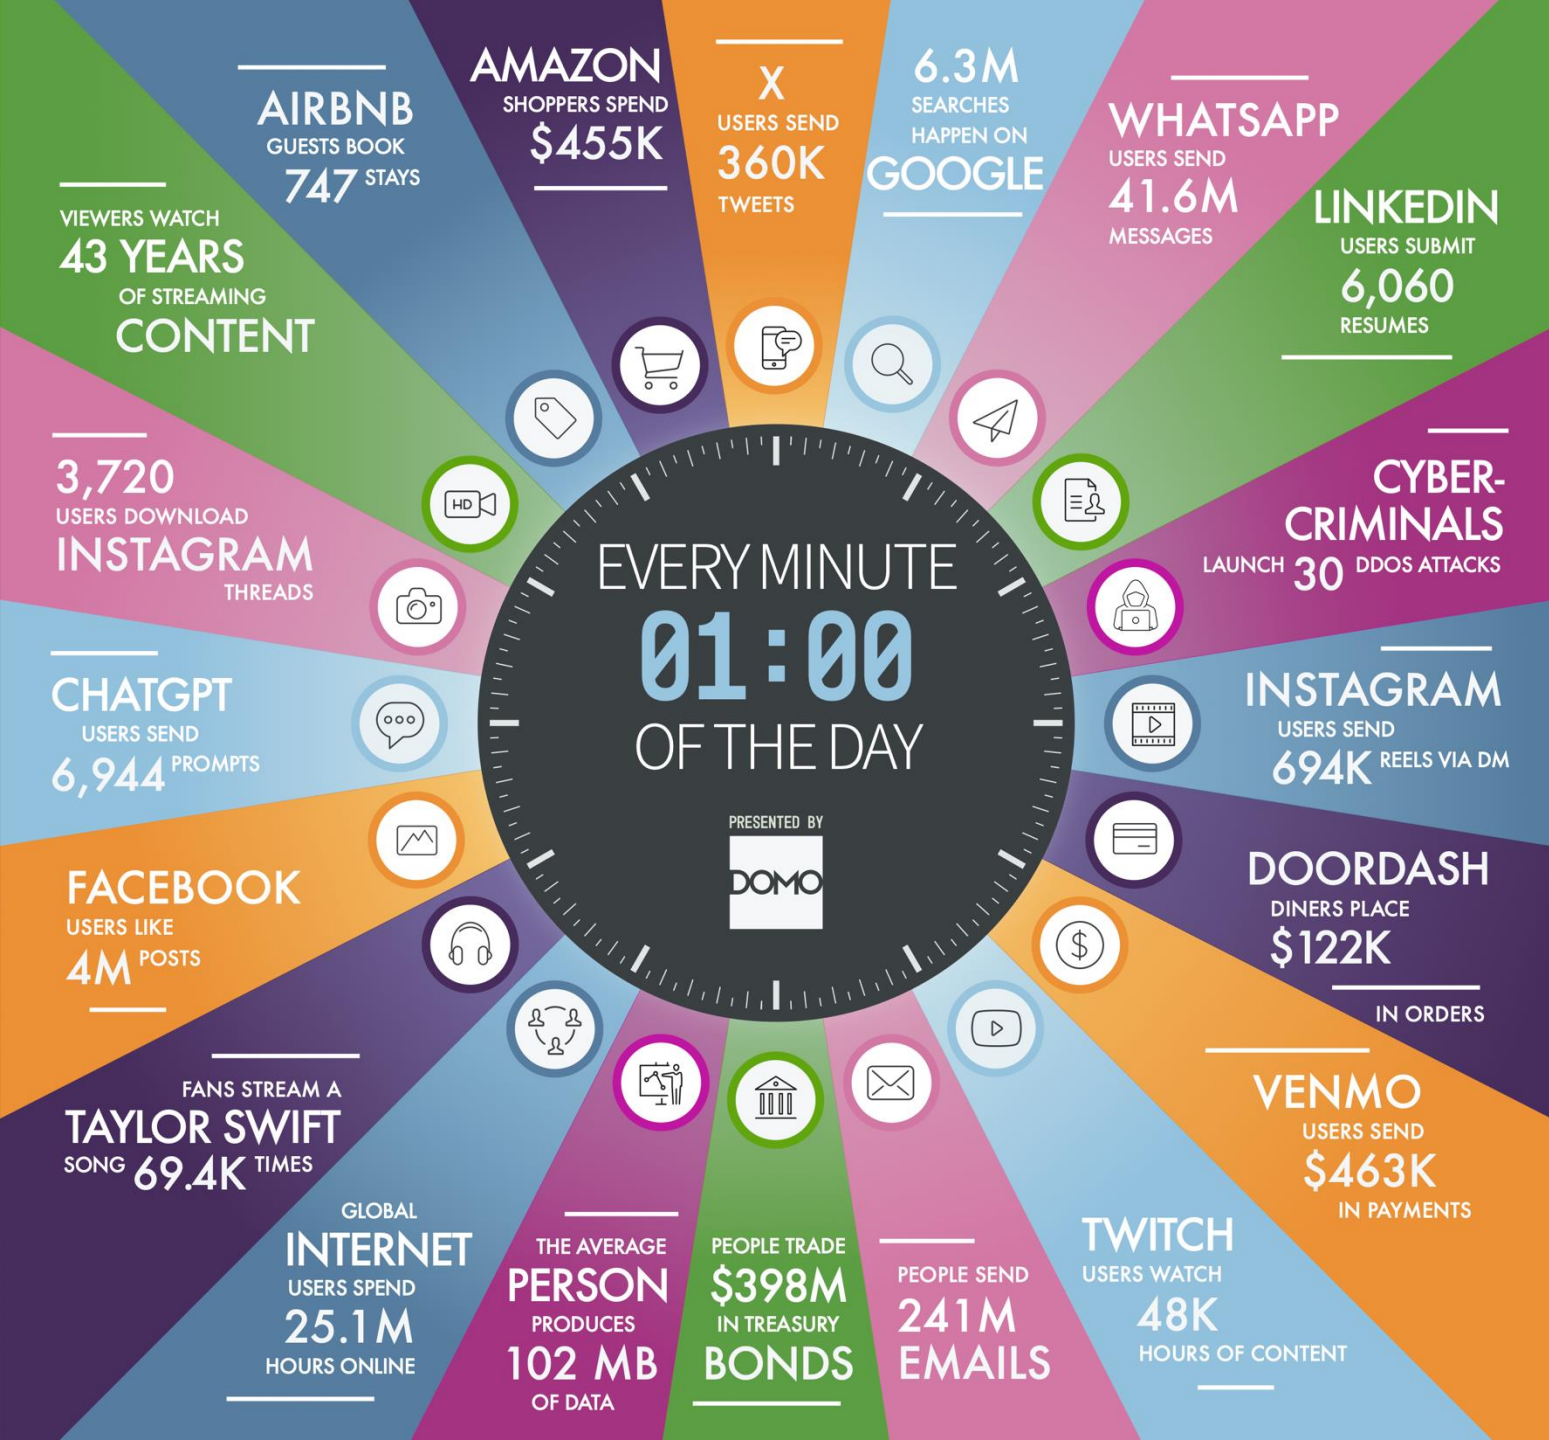 AIRBNB
GUESTS BOOK
747 STAYS
AMAZON
SHOPPERS SPEND
$455K
X
USERS SEND
360K
TWEETS
6.3M
SEARCHES
HAPPEN ON
GOOGLE
WHATSAPP
USERS SEND
41.6M
MESSAGES
LINKEDIN
USERS SUBMIT
6,060
RESUMES
CYBER-
CRIMINALS
LAUNCH 30 DDOS ATTACKS
INSTAGRAM
USERS SEND
694K REELS VIA DM
DOORDASH
DINERS PLACE
$122K
IN ORDERS
VENMO
USERS SEND
$463K
IN PAYMENTS
TWITCH
USERS WATCH
48K
HOURS OF CONTENT
PEOPLE SEND
241M
EMAILS
PEOPLE TRADE
$398M
IN TREASURY
BONDS
THE AVERAGE
PERSON
PRODUCES
102 MB
OF DATA
GLOBAL
INTERNET
USERS SPEND
25.1M
HOURS ONLINE
FANS STREAM A
TAYLOR SWIFT
SONG 69.4K TIMES
FACEBOOK
USERS LIKE
4M POSTS
CHATGPT
USERS SEND
6,944 PROMPTS
3,720
USERS DOWNLOAD
INSTAGRAM
THREADS
VIEWERS WATCH
43 YEARS
OF STREAMING
CONTENT
HD
EVERY MINUTE
01:00
OF THE DAY
PRESENTED BY
DOMO